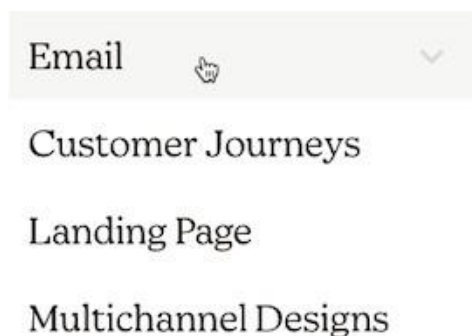 Email
Customer Journeys
Landing Page
Multichannel Designs